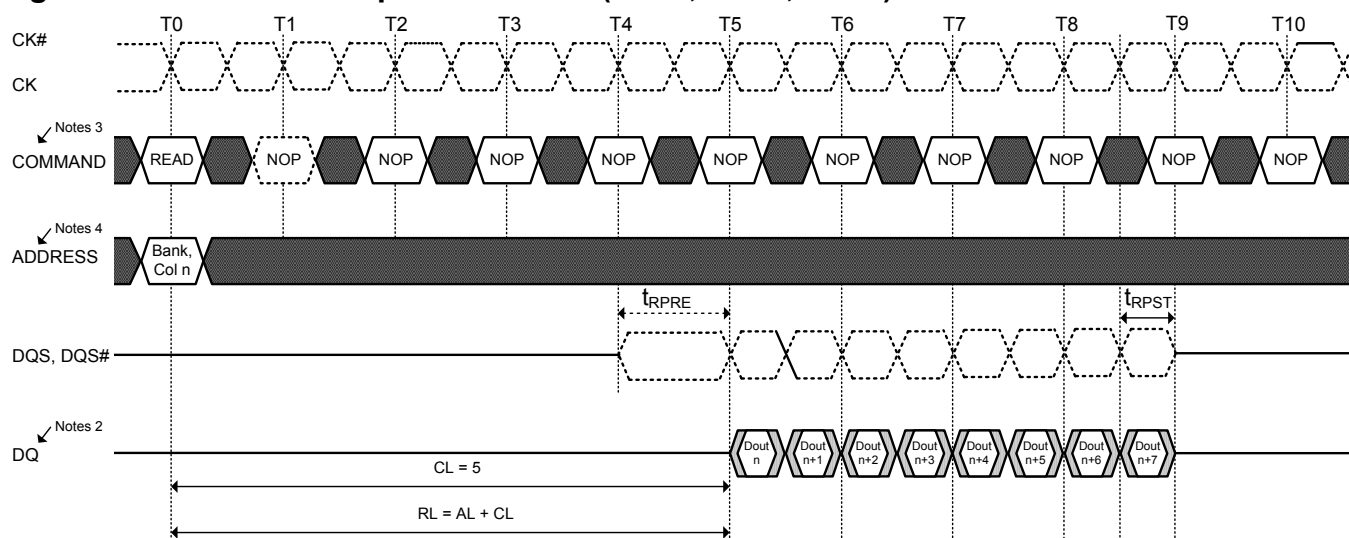 T0 T1 T2 T3 T4 T5 T6 T7 T8 T9 T10
CK#
CK
Notes 3
COMMAND READ NOP NOP NOP NOP NOP NOP NOP NOP NOP NOP
Notes 4
ADDRESS
Bank,
Col n
tRPRE tRPST
DQS, DQS#
Notes 2
DQ
Dout Dout Dout Dout Dout Dout Dout Dout
n n+1 n+2 n+3 n+4 n+5 n+6 n+7
CL = 5
RL = AL + CL